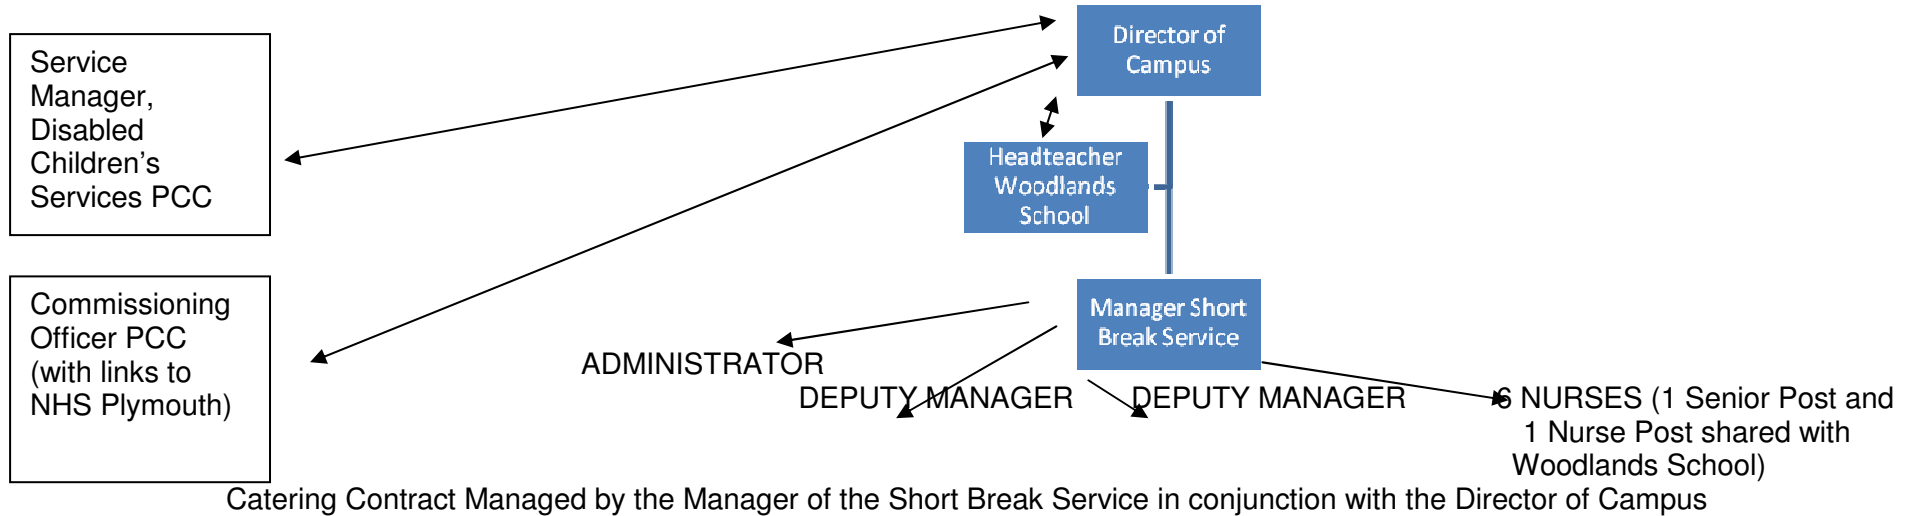 Service
Manager,
Disabled
Children's
Services PCC
Director of
Campus
Headteacher
Woodlands
School
Commissioning
Officer PCC
(with links to
NHS Plymouth)
Manager Short
Break Service
ADMINISTRATOR
DEPUTY MANAGER
DEPUTY MANAGER
6 NURSES (1 Senior Post and
1 Nurse Post shared with
Woodlands School)
Catering Contract Managed by the Manager of the Short Break Service in conjunction with the Director of Campus